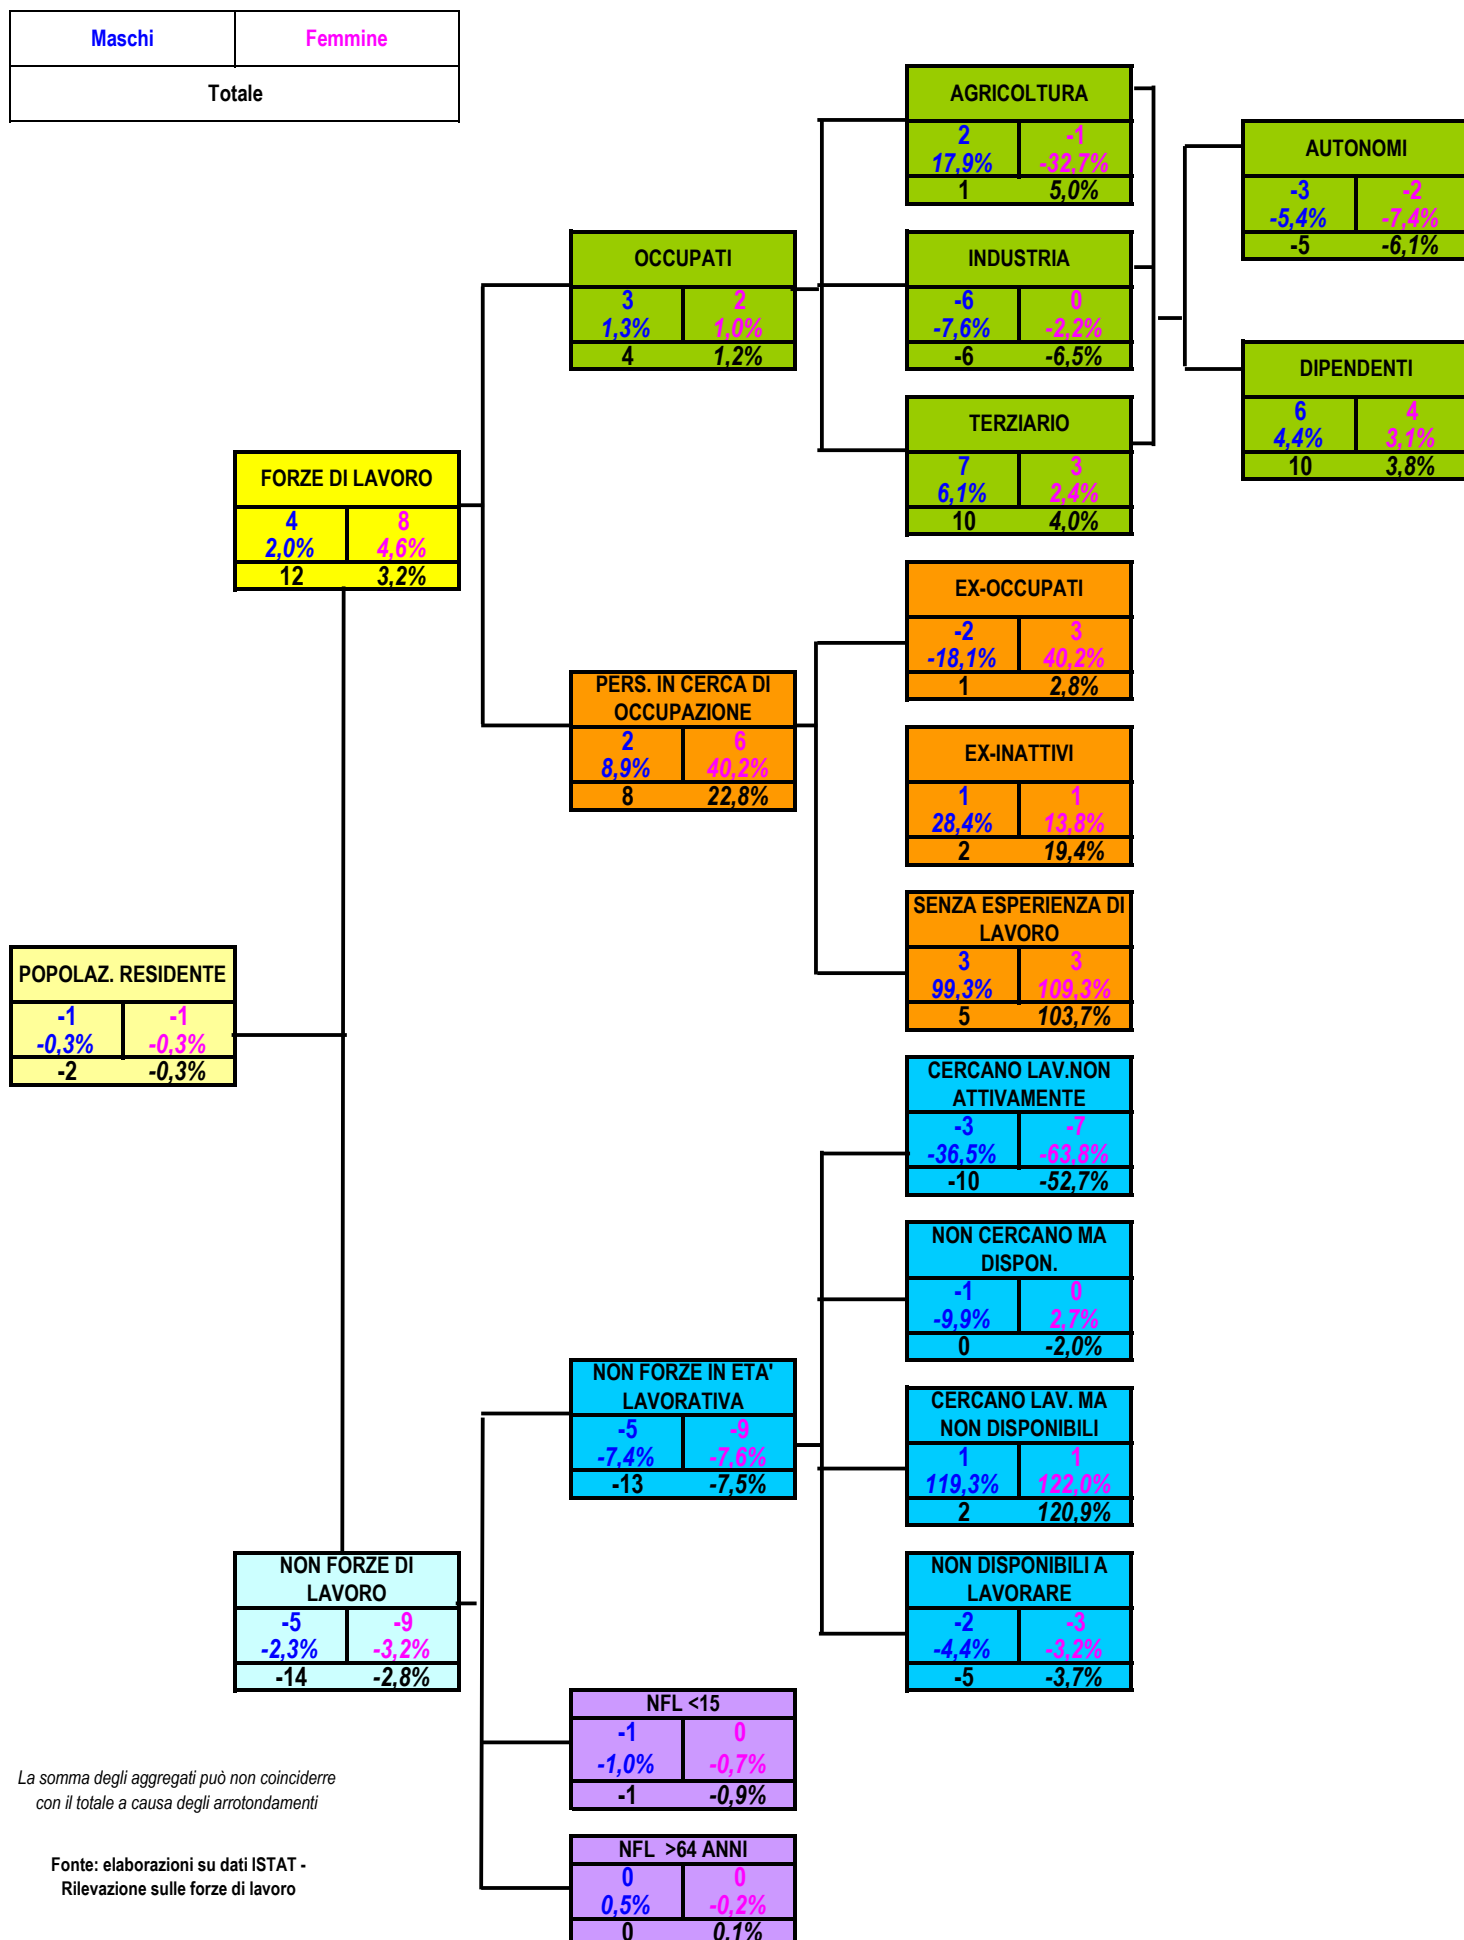 Maschi Femmine
Totale
AGRICOLTURA
2 -1
17,9% -32,7%
1 5,0%
AUTONOMI
-3 -2
-5,4% -7,4%
-5 -6,1%
OCCUPATI
3 2
1,3% 1,0%
4 1,2%
INDUSTRIA
-6 0
-7,6% -2,2%
-6 -6,5%
DIPENDENTI
6 4
4,4% 3,1%
10 3,8%
TERZIARIO
7 3
6,1% 2,4%
10 4,0%
FORZE DI LAVORO
4 8
2,0% 4,6%
12 3,2%
EX-OCCUPATI
-2 3
-18,1% 40,2%
1 2,8%
PERS. IN CERCA DI
OCCUPAZIONE
2 6
8,9% 40,2%
8 22,8%
EX-INATTIVI
1 1
28,4% 13,8%
2 19,4%
SENZA ESPERIENZA DI
LAVORO
3 3
99,3% 109,3%
5 103,7%
POPOLAZ. RESIDENTE
-1 -1
-0,3% -0,3%
-2 -0,3%
CERCANO LAV.NON
ATTIVAMENTE
-3 -7
-36,5% -63,8%
-10 -52,7%
NON CERCANO MA
DISPON.
-1 0
-9,9% 2,7%
0 -2,0%
NON FORZE IN ETA'
LAVORATIVA
-5 -9
-7,4% -7,6%
-13 -7,5%
CERCANO LAV. MA
NON DISPONIBILI
1 1
119,3% 122,0%
2 120,9%
NON FORZE DI
LAVORO
-5 -9
-2,3% -3,2%
-14 -2,8%
NON DISPONIBILI A
LAVORARE
-2 -3
-4,4% -3,2%
-5 -3,7%
NFL <15
-1 0
-1,0% -0,7%
-1 -0,9%
La somma degli aggregati può non coinciderre
con il totale a causa degli arrotondamenti
NFL >64 ANNI
0 0
0,5% -0,2%
0 0,1%
Fonte: elaborazioni su dati ISTAT -
Rilevazione sulle forze di lavoro